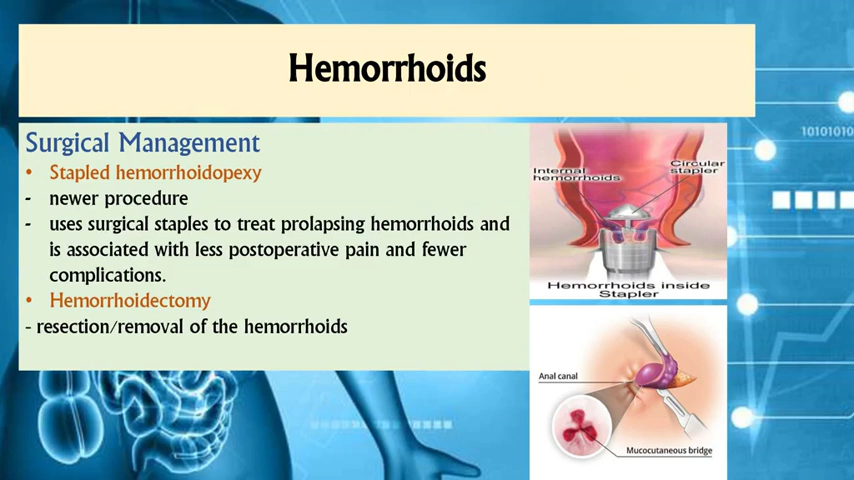 Hemorrhoids
Surgical Management
• Stapled hemorrhoidopexy
- newer procedure
- uses surgical staples to treat prolapsing hemorrhoids and
is associated with less postoperative pain and fewer
complications.
• Hemorrhoidectomy
- resection/removal of the hemorrhoids
Internal
hemorrhoids
Circular
stapler
Hemorrhoids inside
Stapler
Anal canal
Mucocutaneous bridge
1010101